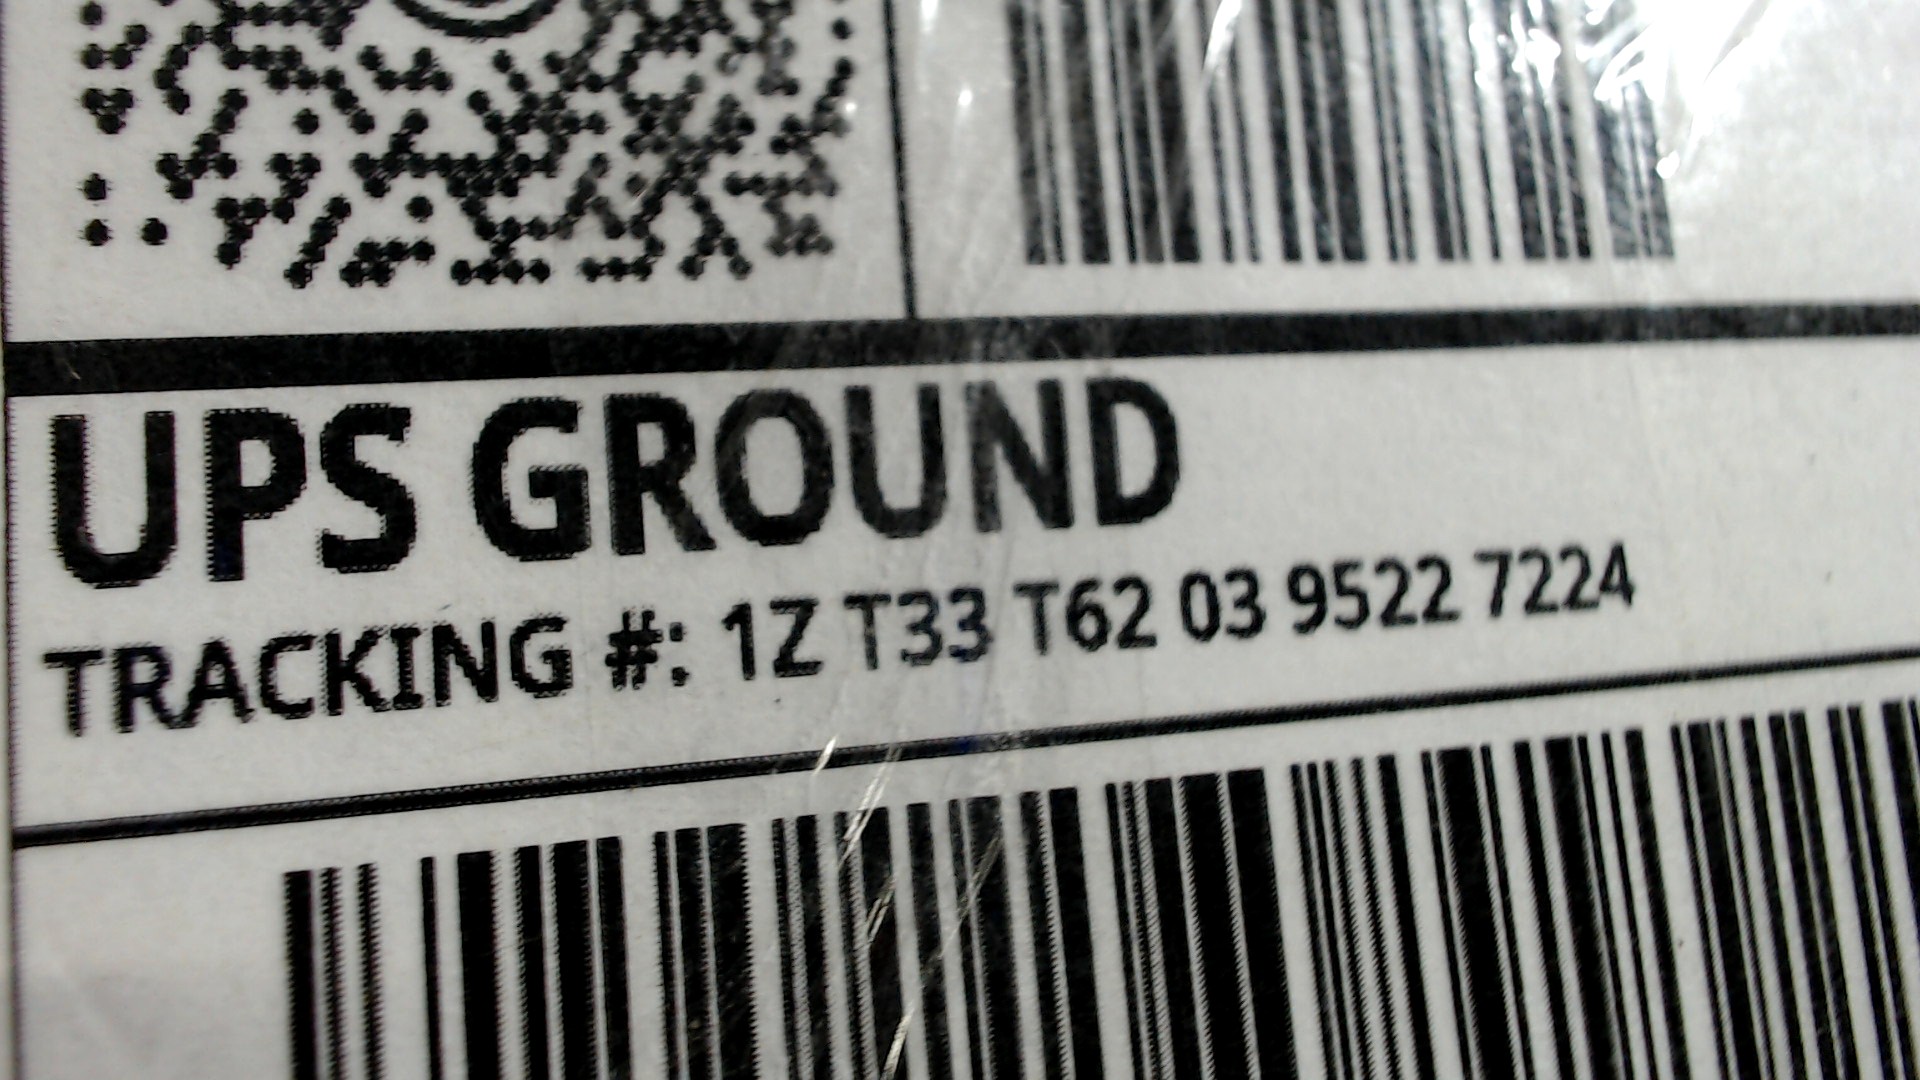 UPS GROUND
TRACKING #: 1Z T33 T62 03 9522 7224